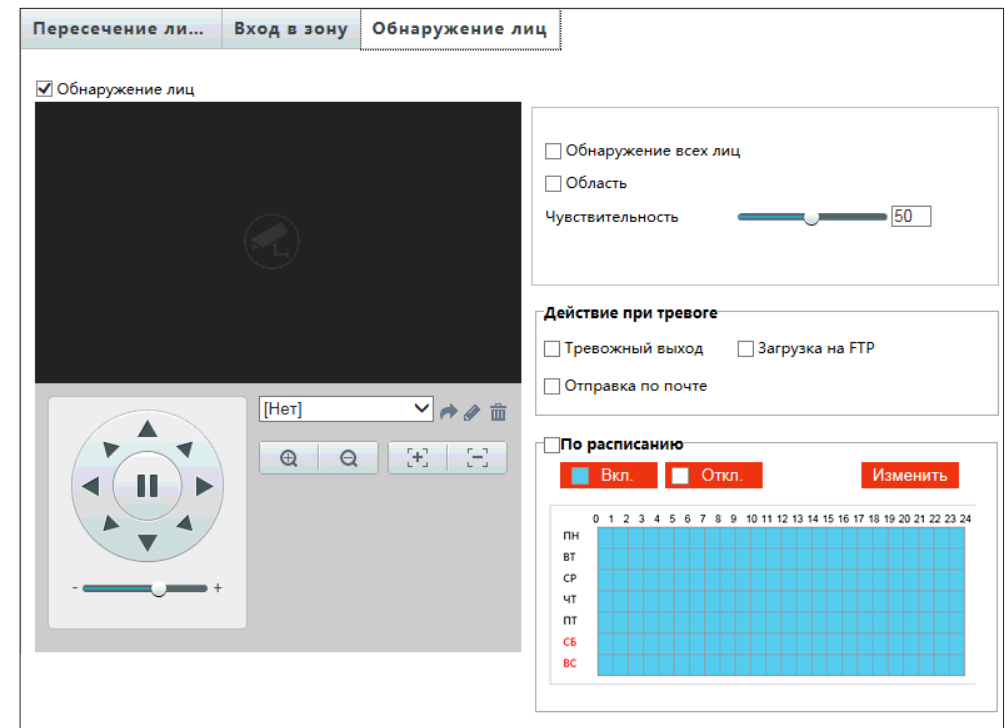 Пересечение ли... Вход в зону Обнаружение лиц
Обнаружение лиц
Обнаружение всех лиц
Область
Чувствительность 50
Действие при тревоге
Тревожный выход Загрузка на FTP
Отправка по почте
[Нет]
- +
По расписанию
Вкл. Откл. Изменить
0 1 2 3 4 5 6 7 8 9 10 11 12 13 14 15 16 17 18 19 20 21 22 23 24
ПН
ВТ
СР
ЧТ
ПТ
СБ
ВС